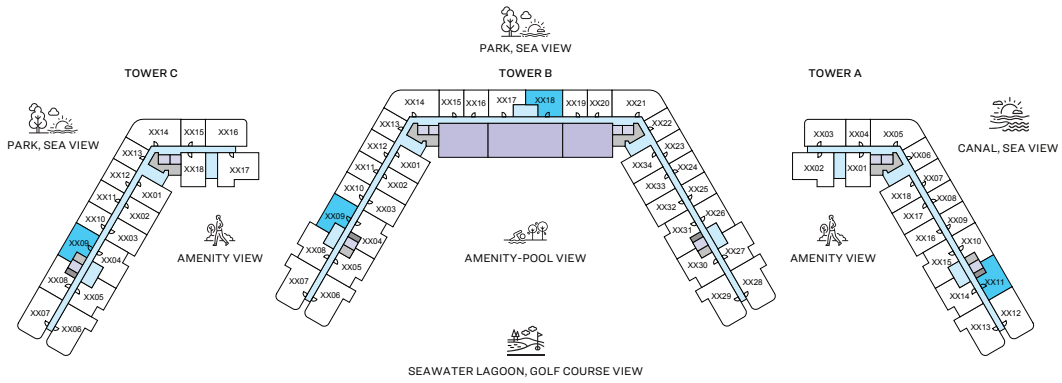 PARK, SEA VIEW
TOWER C
TOWER B
TOWER A
PARK, SEA VIEW
CANAL, SEA VIEW
XX14
XX15
XX16
XX13
XX12
XX18
XX17
XX11
XX01
XX10
XX02
XX09
XX03
XX08
XX04
XX07
XX05
XX06
AMENITY VIEW
XX14
XX15
XX16
XX17
XX18
XX19
XX20
XX21
XX13
XX22
XX12
XX23
XX11
XX01
XX34
XX24
XX10
XX02
XX33
XX25
XX09
XX03
XX32
XX26
XX08
XX04
XX31
XX27
XX07
XX05
XX30
XX28
XX06
XX29
AMENITY-POOL VIEW
XX03
XX04
XX05
XX02
XX01
XX06
XX07
XX18
XX08
XX17
XX09
XX16
XX10
XX15
XX11
XX14
XX12
XX13
AMENITY VIEW
SEAWATER LAGOON, GOLF COURSE VIEW